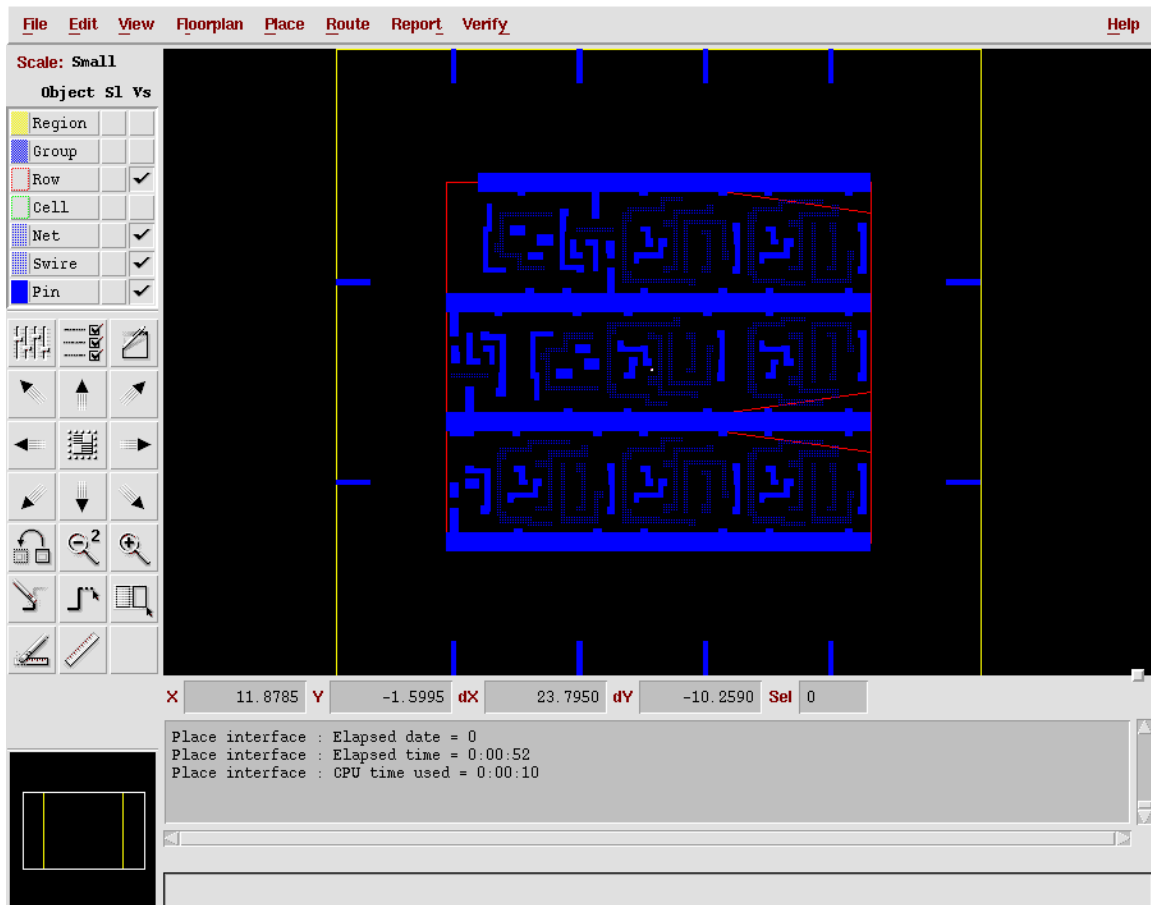 File Edit View Floorplan Place Route Report Verify Help
Scale: Small
Object Sl Vs
Region
Group
Row
Cell
Net
Swire
Pin
2
X 11.8785 Y -1.5995 dX 23.7950 dY -10.2590 Sel 0
Place interface : Elapsed date = 0
Place interface : Elapsed time = 0:00:52
Place interface : CPU time used = 0:00:10